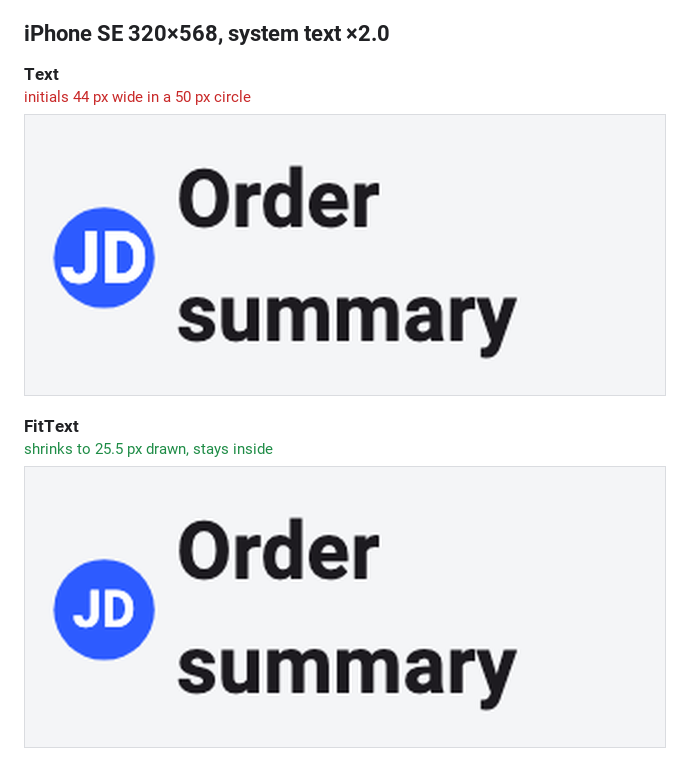 iPhone SE 320×568, system text ×2.0
Text
initials 44 px wide in a 50 px circle
JD
Order
summary
FitText
shrinks to 25.5 px drawn, stays inside
JD
Order
summary